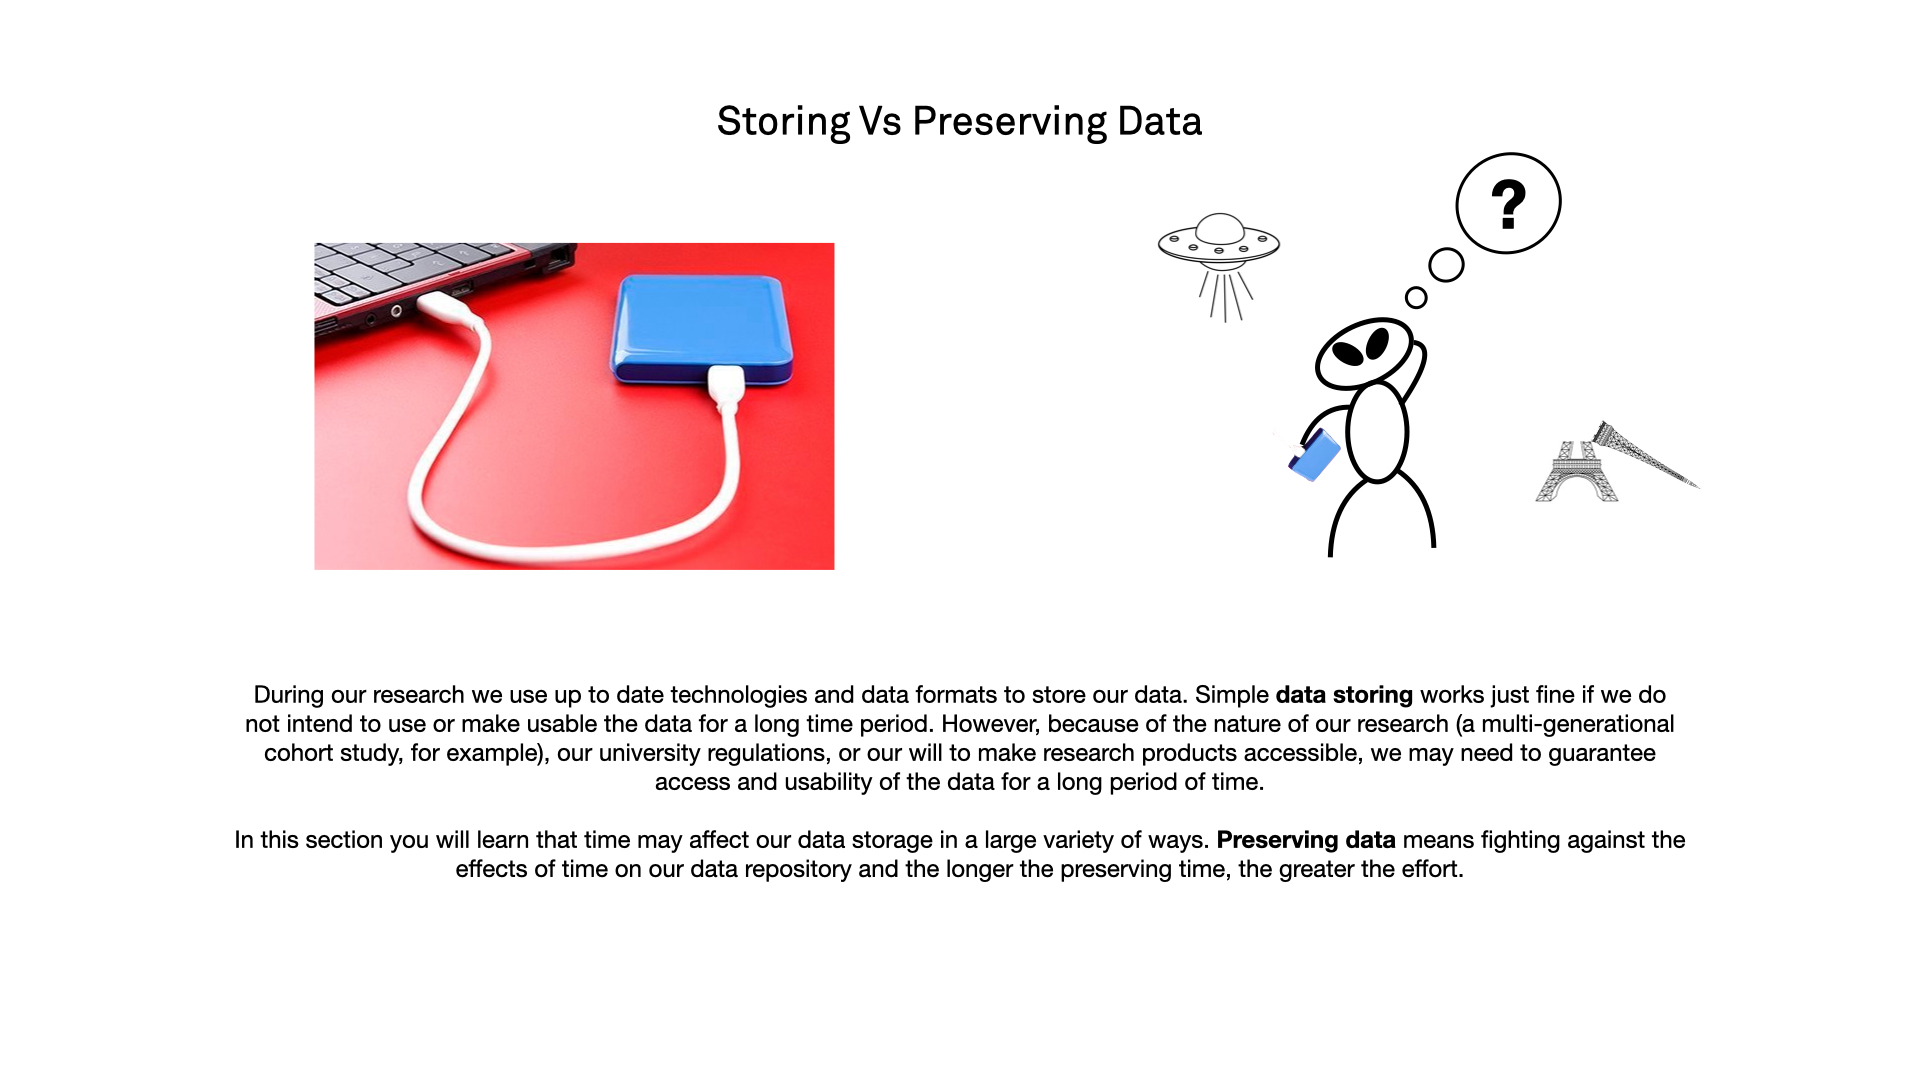 Storing Vs Preserving Data
?
During our research we use up to date technologies and data formats to store our data. Simple data storing works just fine if we do
not intend to use or make usable the data for a long time period. However, because of the nature of our research (a multi-generational
cohort study, for example), our university regulations, or our will to make research products accessible, we may need to guarantee
access and usability of the data for a long period of time.
In this section you will learn that time may affect our data storage in a large variety of ways. Preserving data means fighting against the
effects of time on our data repository and the longer the preserving time, the greater the effort.